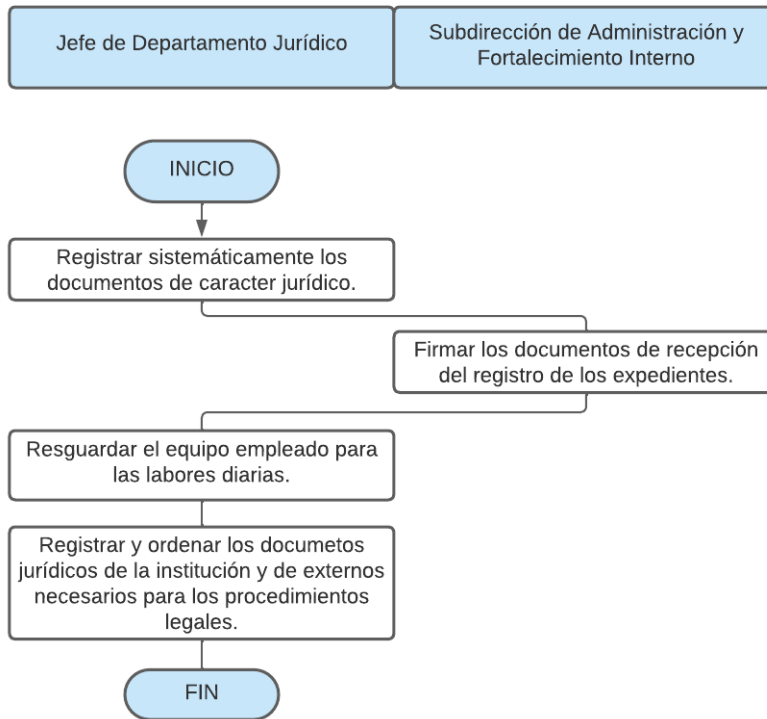 Jefe de Departamento Jurídico
Subdirección de Administración y
Fortalecimiento Interno
INICIO
Registrar sistemáticamente los
documentos de caracter jurídico.
Firmar los documentos de recepción
del registro de los expedientes.
Resguardar el equipo empleado para
las labores diarias.
Registrar y ordenar los documetos
jurídicos de la institución y de externos
necesarios para los procedimientos
legales.
FIN